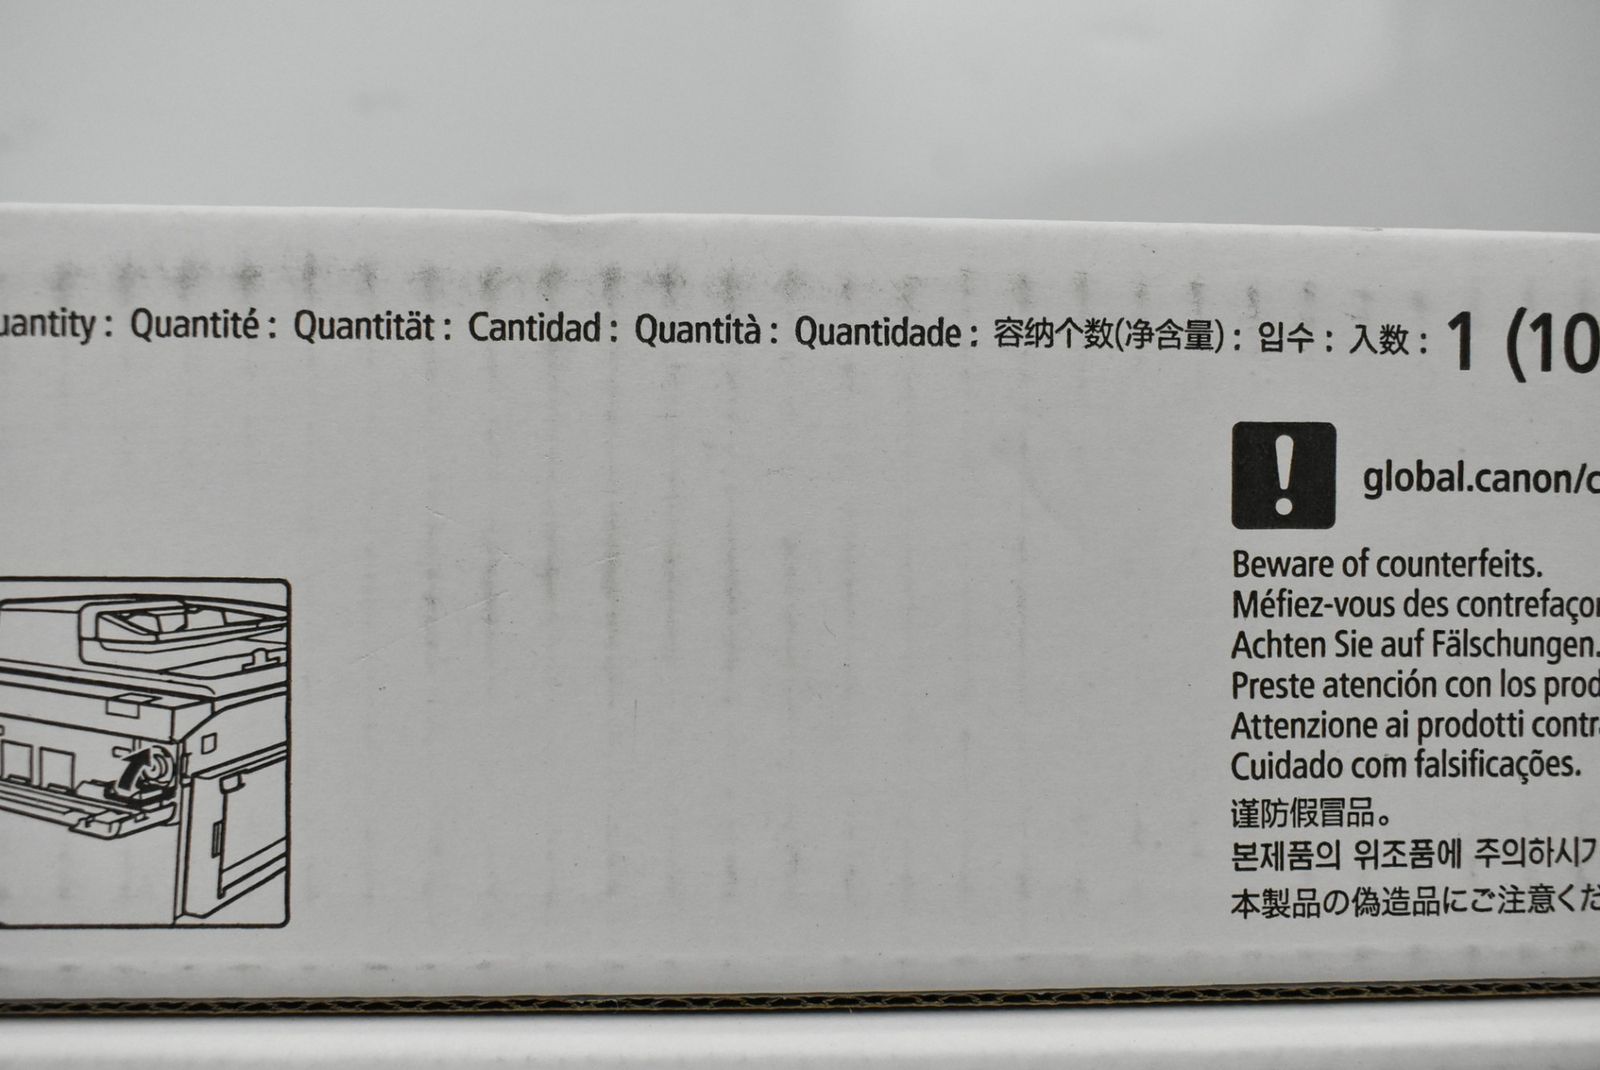 uantity : Quantité : Quantität : Cantidad : Quantità : Quantidade : 容纳个数(净含量) : 입수 : 入数 : 1 (10
global.canon/c
Beware of counterfeits.
Méfiez-vous des contrefaçon
Achten Sie auf Fälschungen.
Preste atención con los prod
Attenzione ai prodotti contra
Cuidado com falsificações.
谨防假冒品。
본제품의 위조품에 주의하시기
本製品の偽造品にご注意くだ